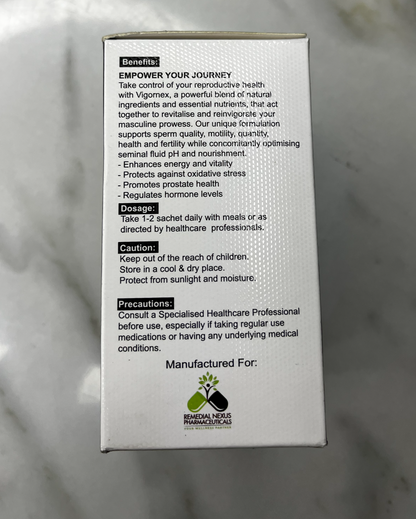 Benefits:
EMPOWER YOUR JOURNEY
Take control of your reproductive health
with Vigomex, a powerful blend of natural
ingredients and essential nutrients, that act
together to revitalise and reinvigorate your
masculine prowess. Our unique formulation
supports sperm quality, motility, quantity,
health and fertility while concomitantly optimising
seminal fluid pH and nourishment.
- Enhances energy and vitality
- Protects against oxidative stress
- Promotes prostate health
- Regulates hormone levels
Dosage:
Take 1-2 sachet daily with meals or as
directed by healthcare professionals.
Caution:
Keep out of the reach of children.
Store in a cool & dry place.
Protect from sunlight and moisture.
Precautions:
Consult a Specialised Healthcare Professional
before use, especially if taking regular use
medications or having any underlying medical
conditions.
Manufactured For:
REMEDIAL NEXUS
PHARMACEUTICALS
YOUR WELLNESS PARTNER